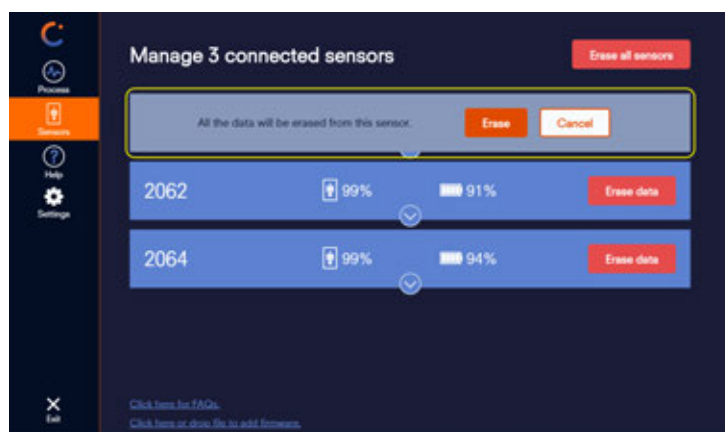 Manage 3 connected sensors
Erase all sensors
Process
Sensors
Help
Settings
Exit
All the data will be erased from this sensor.
Erase
Cancel
2062 99% 91% Erase data
2064 99% 94% Erase data
Click here for FAQs.
Click here or drop file to add firmware.